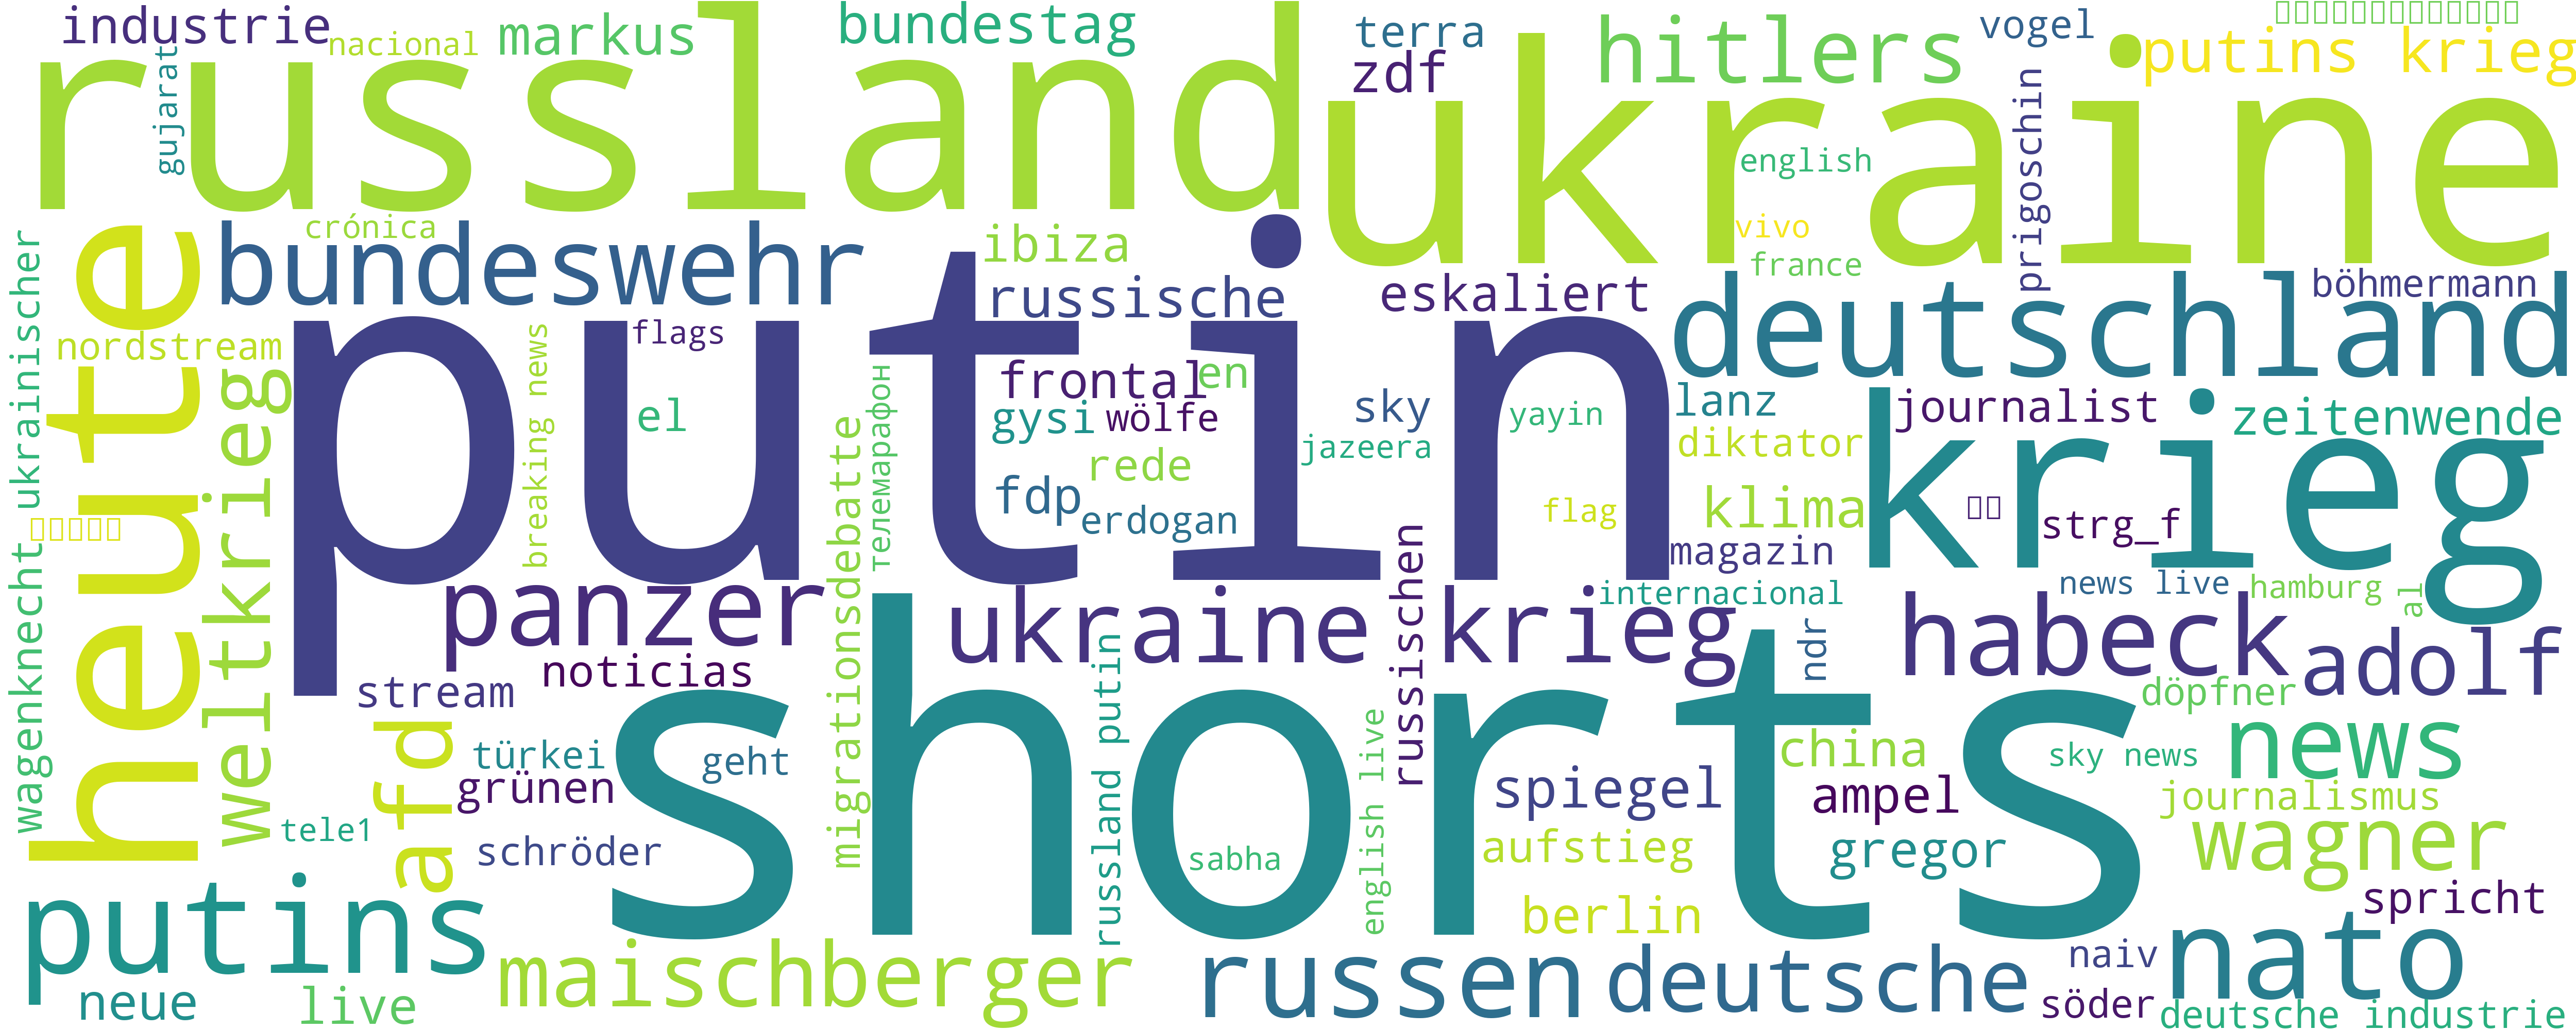 industrie
nacional
markus
bundestag
terra
zdf
hitlers
vogel
putins krieg
russland
ukraine
gujarat
english
prigoschin
vivo
france
crónica
bundeswehr
ibiza
russische
eskaliert
deutschland
böhmermann
heute
nordstream
weltkrieg
wagenknecht
ukrainischer
putin
flags
el
breaking news
frontal
en
gysi
wölfe
rede
fdp
erdogan
телемарафон
migrationsdebatte
sky
jazeera
yayin
flag
lanz
diktator
klima
magazin
journalist
zeitenwende
krieg
strg_f
internacional
news live
hamburg
al
panzer
noticias
stream
ukraine krieg
russischen
ndr
habeck
adolf
döpfner
afd
türkei
grünen
geht
tele1
schröder
shorts
russland putin
sabha
english live
spiegel
aufstieg
berlin
china
ampel
gregor
sky news
news
journalismus
wagner
spricht
putins
neue
live
maischberger
russen
deutsche
naiv
söder
nato
deutsche industrie